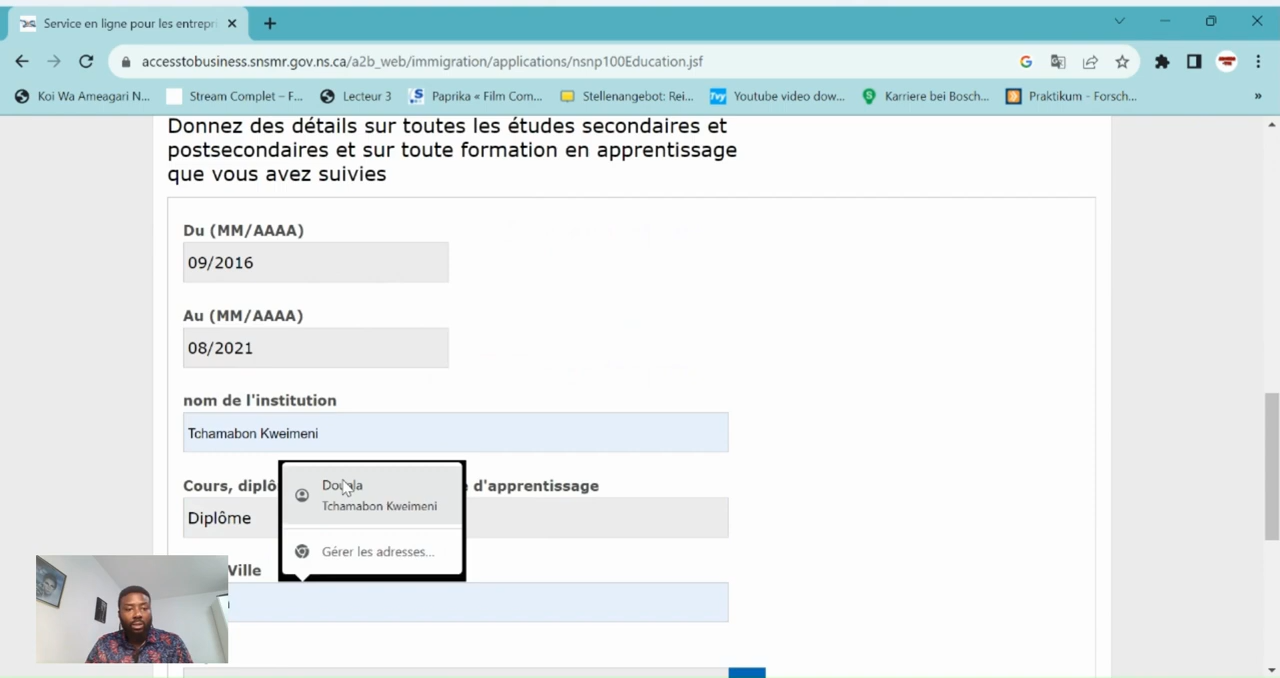 Service en ligne pour les entrepri
accesstobusiness.snsmr.gov.ns.ca/a2b_web/immigration/applications/nsnp100Education.jsf
Koi Wa Ameagari N... Stream Complet – F... Lecteur 3 Paprika « Film Com... Stellenangebot: Rei... Youtube video dow... Karriere bei Bosch... Praktikum - Forsch... »
Donnez des détails sur toutes les études secondaires et
postsecondaires et sur toute formation en apprentissage
que vous avez suivies
Du (MM/AAAA)
09/2016
Au (MM/AAAA)
08/2021
nom de l'institution
Tchamabon Kweimeni
Cours, diplô d'apprentissage
Diplôme
Douala
Tchamabon Kweimeni
Gérer les adresses...
Ville